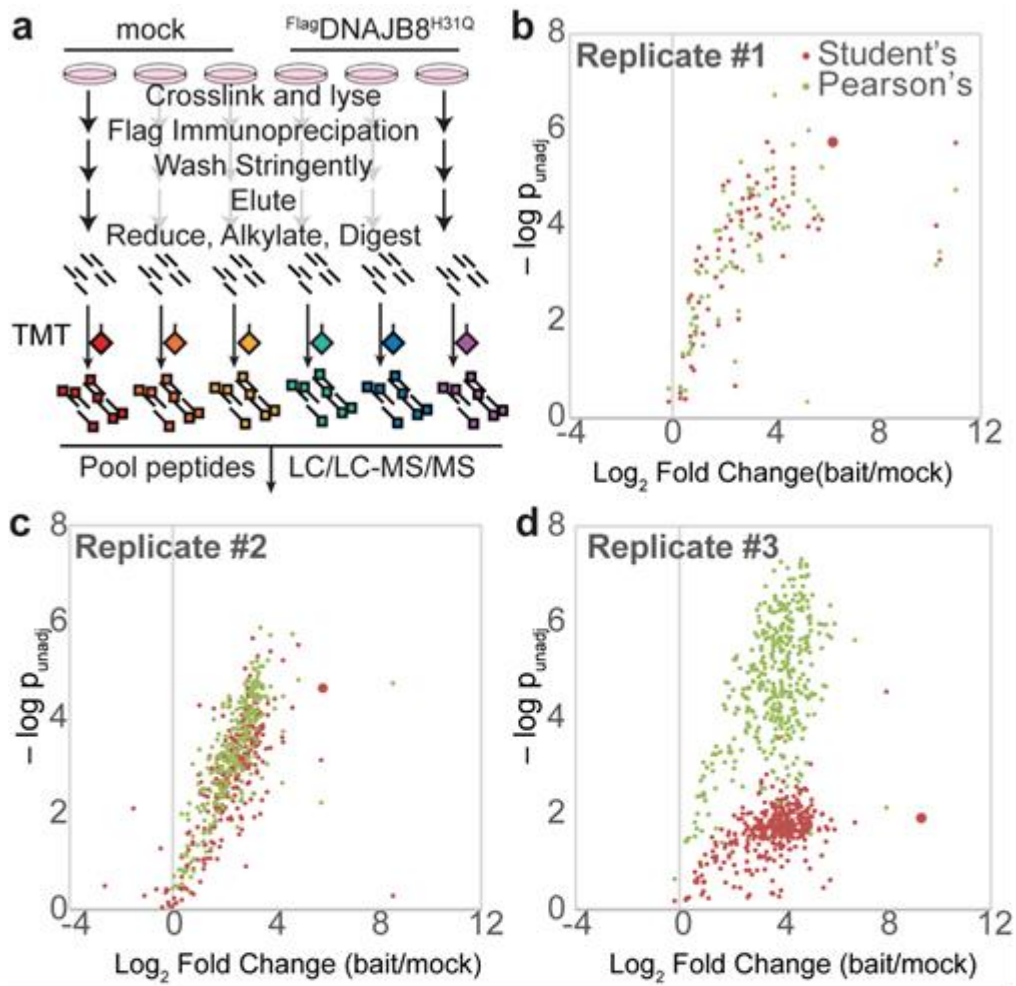 a
mock
FlagDNAJB8H31Q
Crosslink and lyse
Flag Immunoprecipation
Wash Stringently
Elute
Reduce, Alkylate, Digest
TMT
Pool peptides
LC/LC-MS/MS
b
Replicate #1
Student's
Pearson's
8
6
4
2
0
– log punadj
-4
0
4
8
12
Log2 Fold Change(bait/mock)
c
Replicate #2
8
6
4
2
0
– log punadj
-4
0
4
8
12
Log2 Fold Change (bait/mock)
d
Replicate #3
8
6
4
2
0
– log punadj
-4
0
4
8
12
Log2 Fold Change (bait/mock)